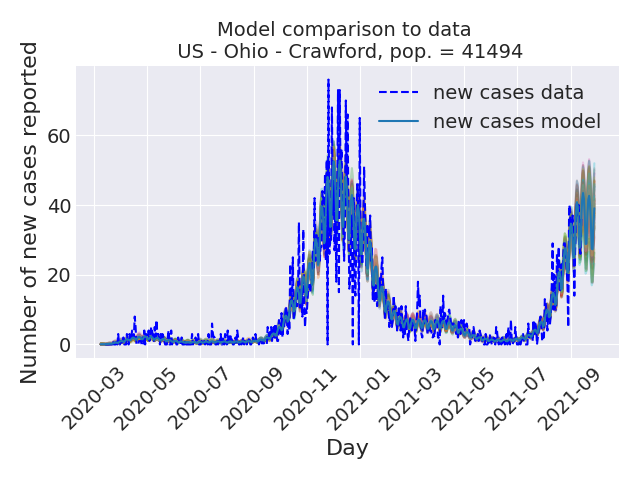 Model comparison to data
US - Ohio - Crawford, pop. = 41494
Number of new cases reported
60
40
20
0
new cases data
new cases model
2020-03
2020-05
2020-07
2020-09
2020-11
2021-01
2021-03
2021-05
2021-07
2021-09
Day